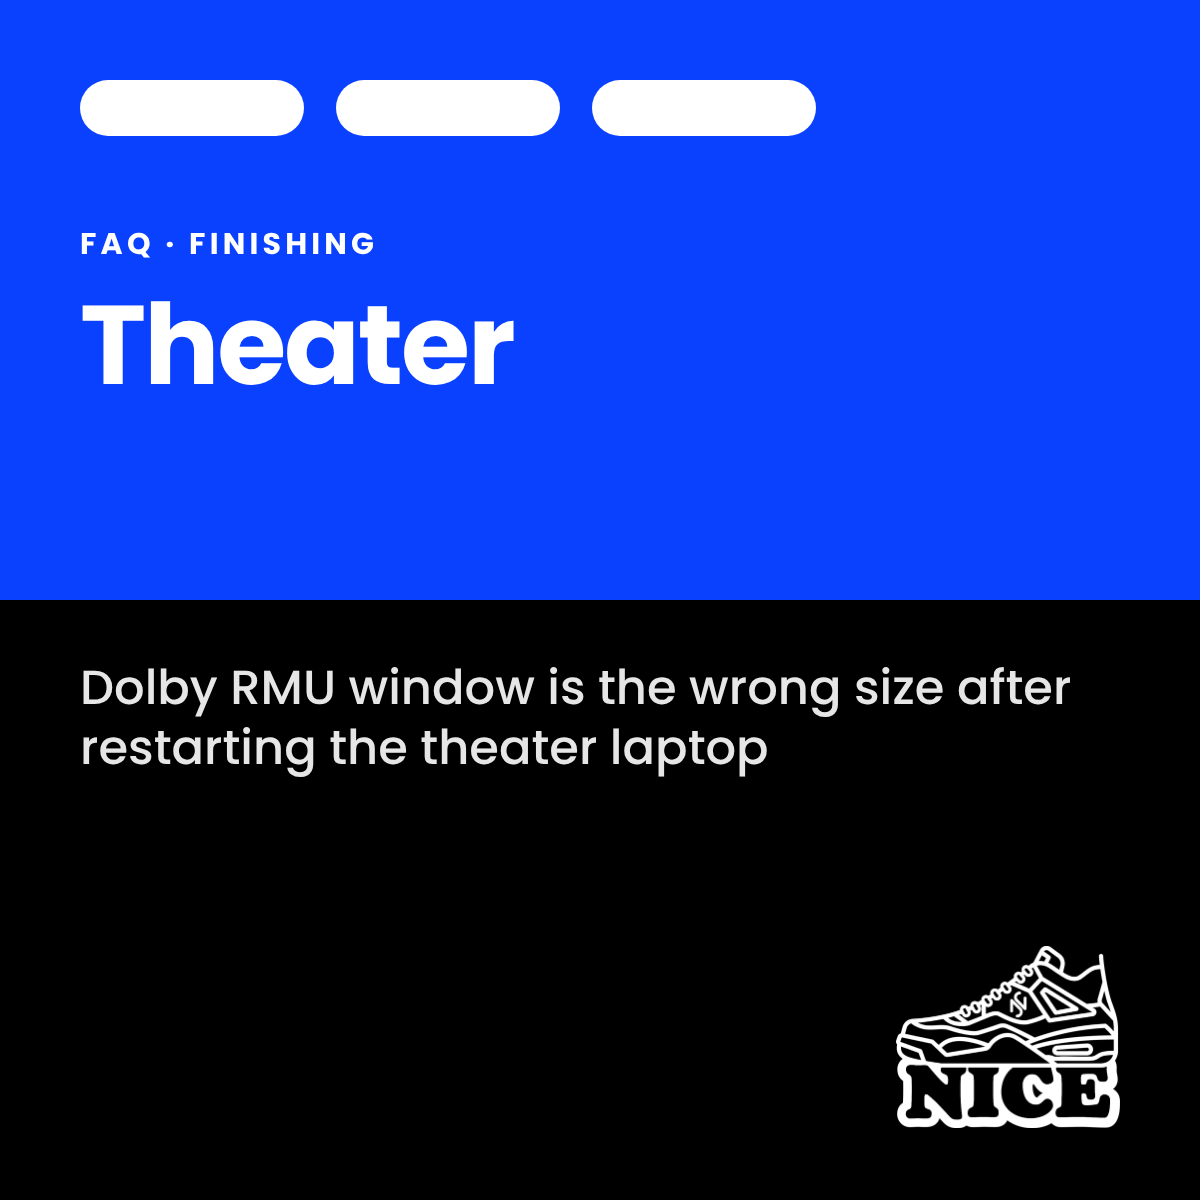 FAQ · FINISHING
Theater
Dolby RMU window is the wrong size after
restarting the theater laptop
NICE